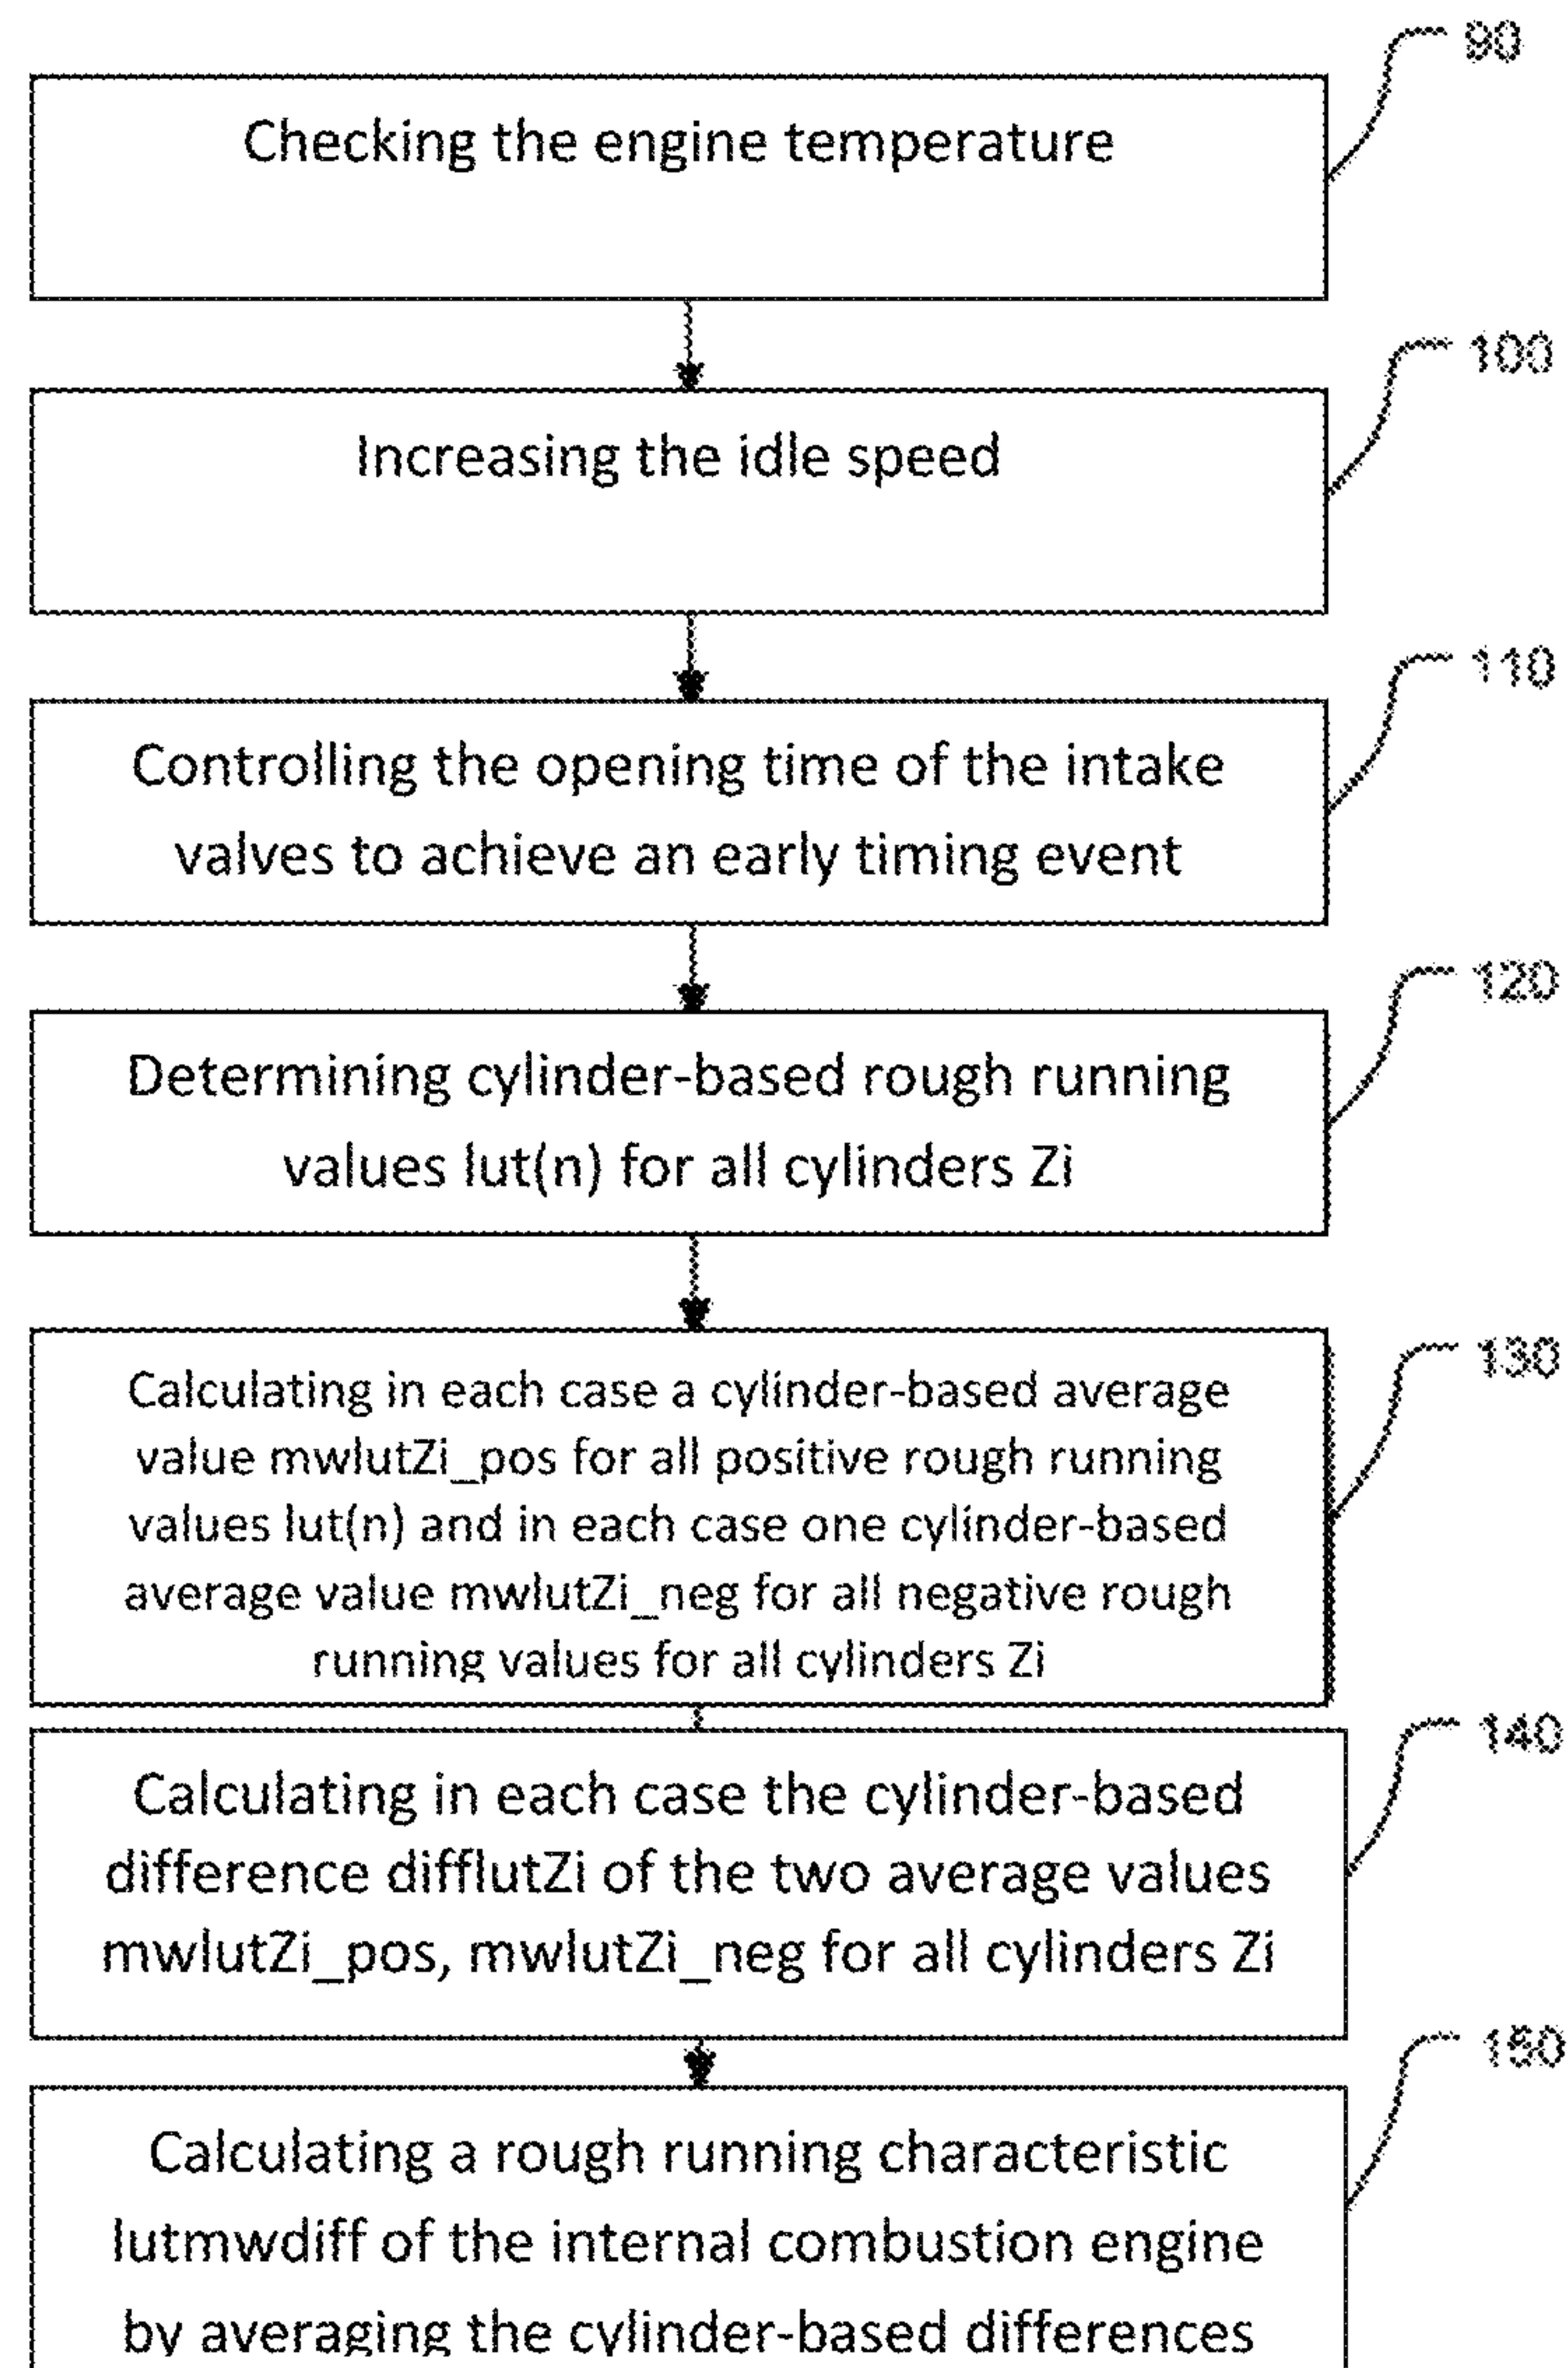 90
Checking the engine temperature
100
Increasing the idle speed
110
Controlling the opening time of the intake
valves to achieve an early timing event
120
Determining cylinder-based rough running
values lut(n) for all cylinders Zi
130
Calculating in each case a cylinder-based average
value mwlutZi_pos for all positive rough running
values lut(n) and in each case one cylinder-based
average value mwlutZi_neg for all negative rough
running values for all cylinders Zi
140
Calculating in each case the cylinder-based
difference difflutZi of the two average values
mwlutZi_pos, mwlutZi_neg for all cylinders Zi
150
Calculating a rough running characteristic
lutmwdiff of the internal combustion engine
by averaging the cylinder-based differences